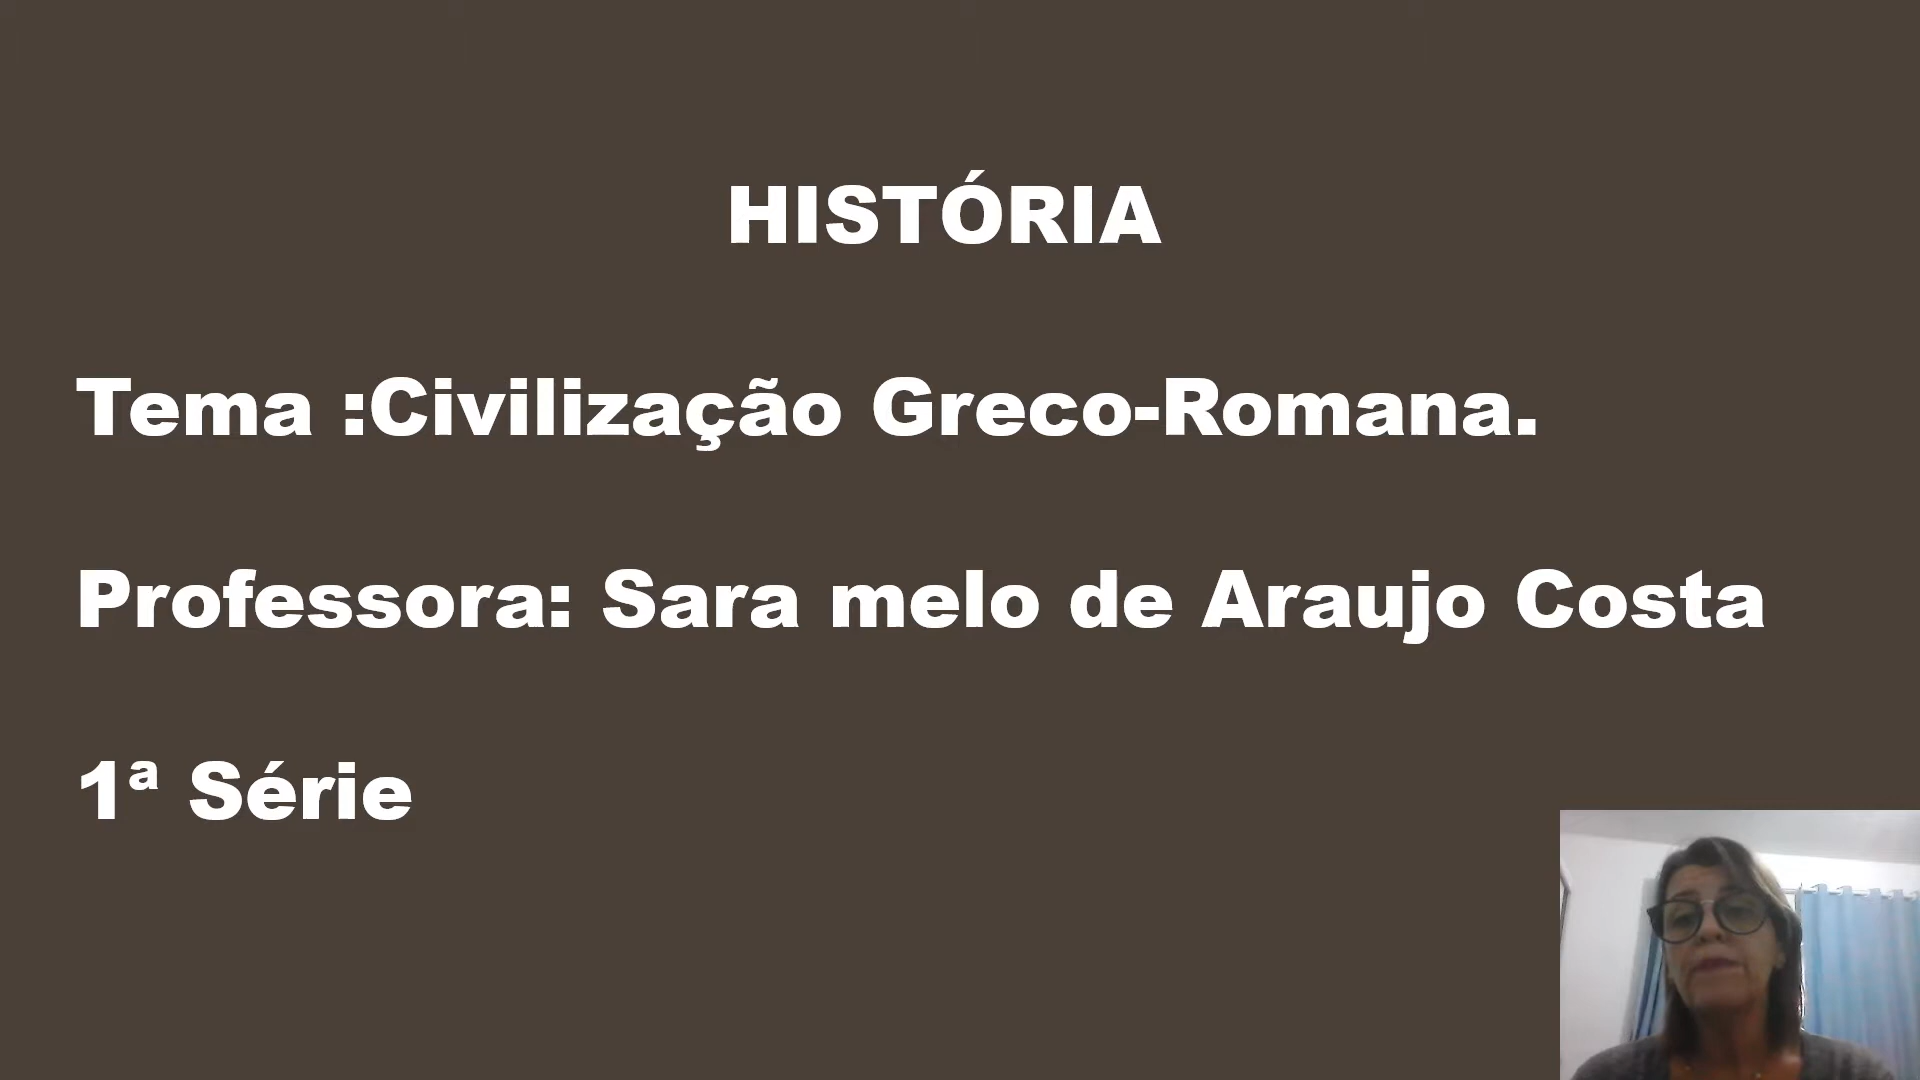 HISTÓRIA
Tema :Civilização Greco-Romana.
Professora: Sara melo de Araujo Costa
1ª Série